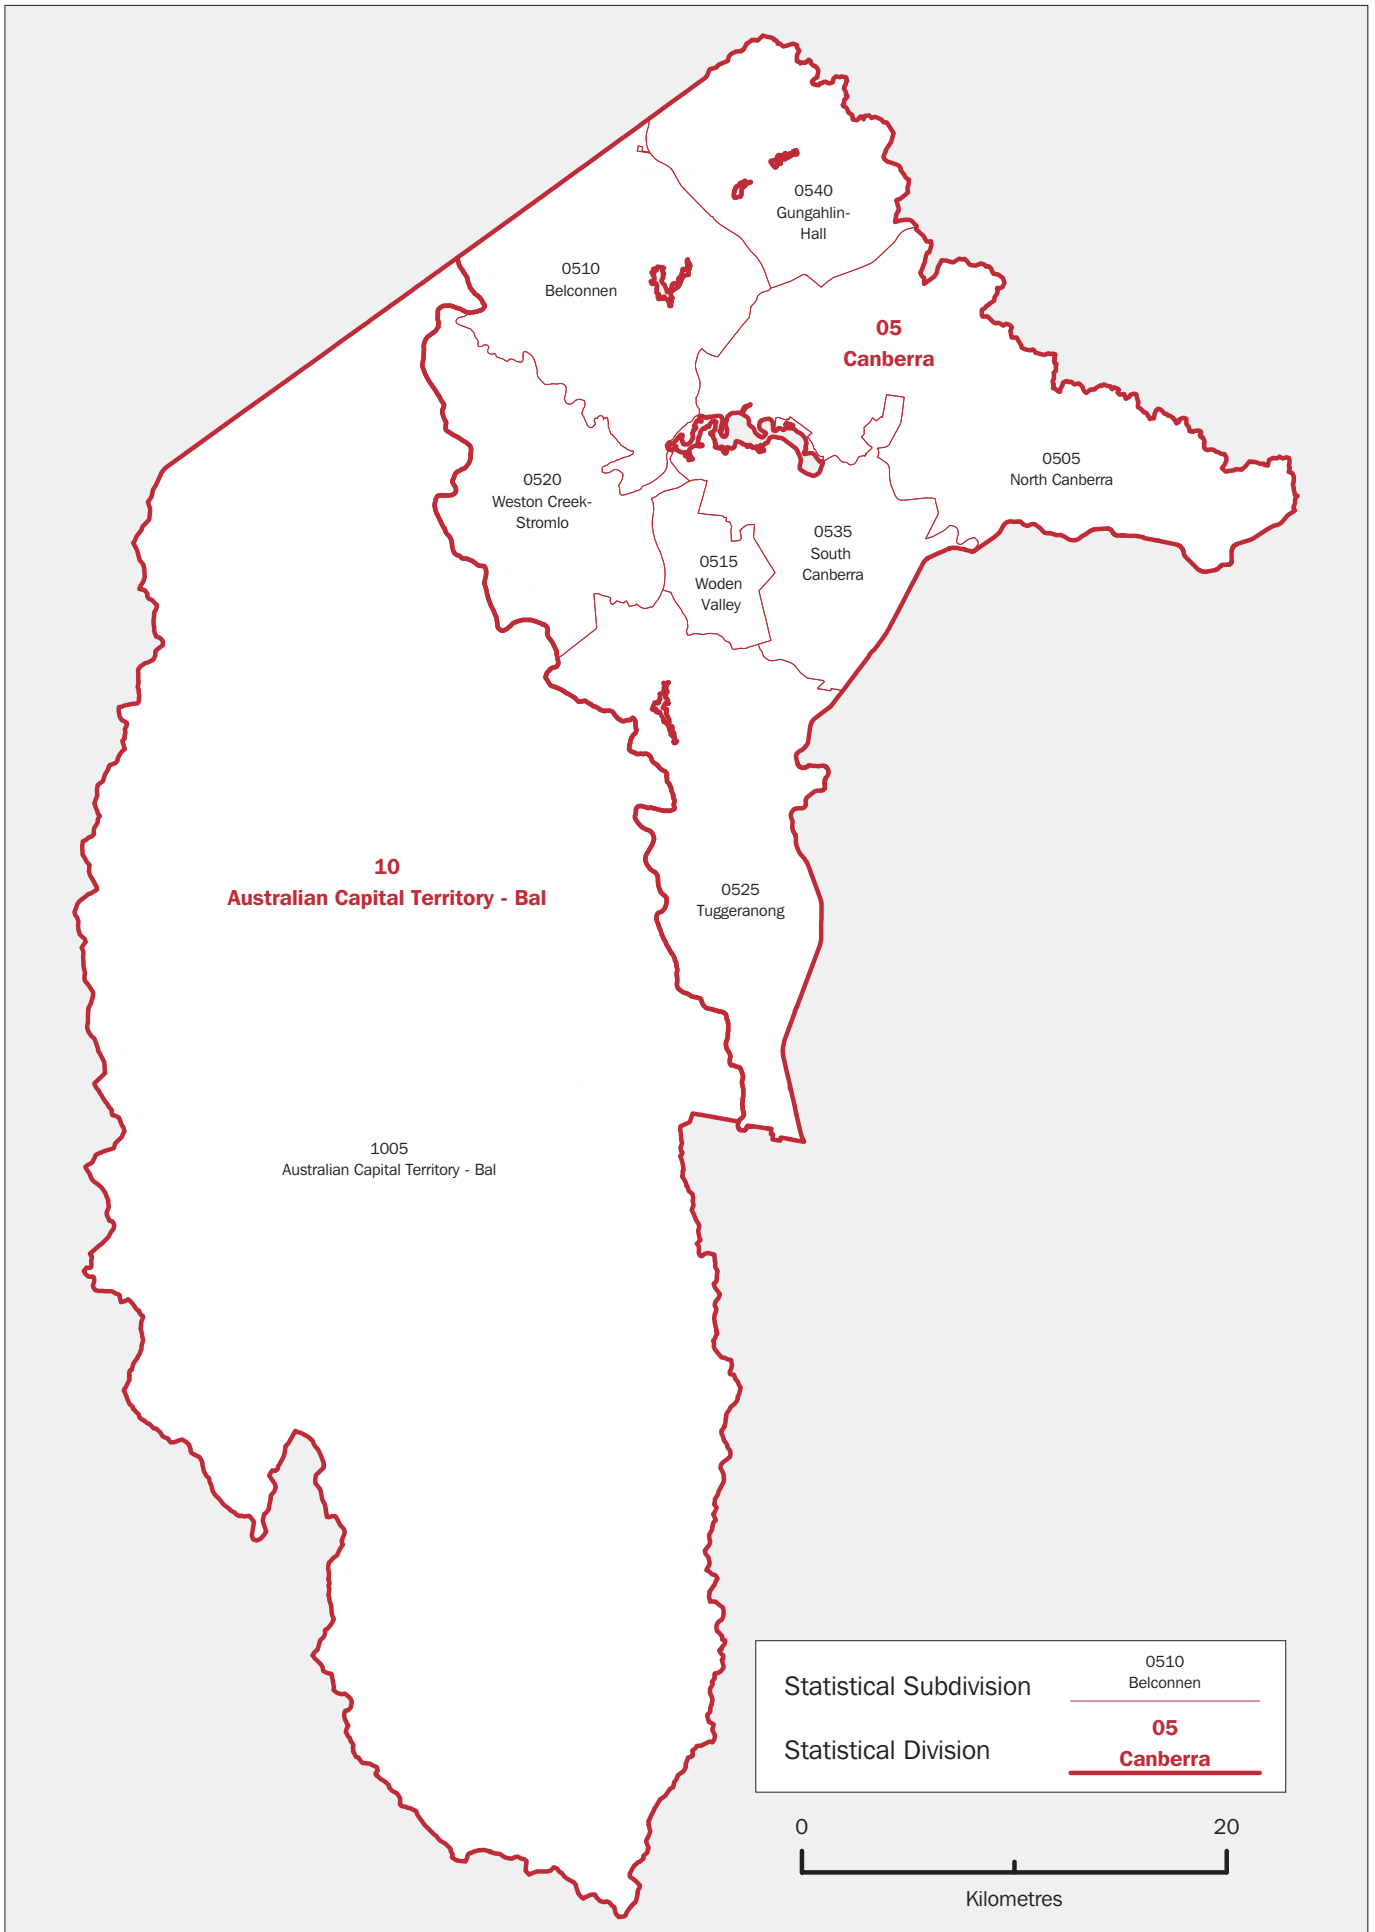 0540
Gungahlin-
Hall
0510
Belconnen
05
Canberra
0505
North Canberra
0520
Weston Creek-
Stromlo
0535
South
Canberra
0515
Woden
Valley
10
Australian Capital Territory - Bal
0525
Tuggeranong
1005
Australian Capital Territory - Bal
Statistical Subdivision
0510
Belconnen
Statistical Division
05
Canberra
0 20
Kilometres